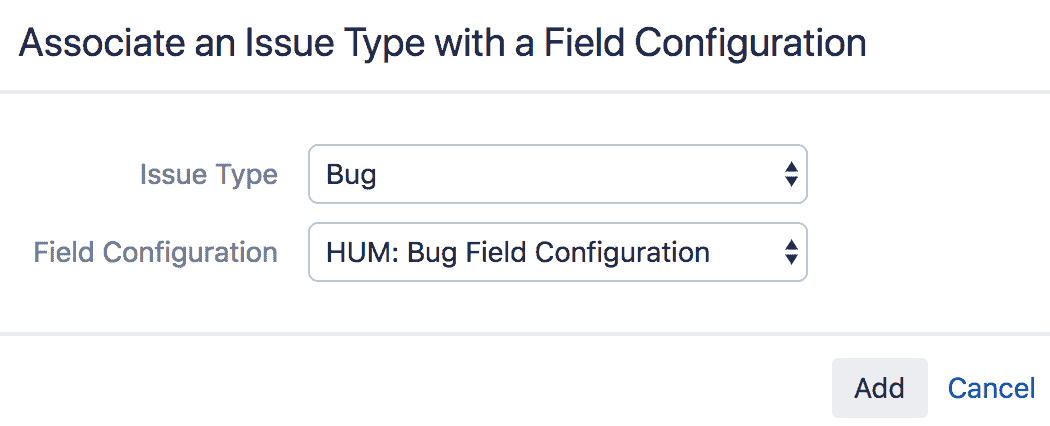 Associate an Issue Type with a Field Configuration
Issue Type Bug
Field Configuration HUM: Bug Field Configuration
Add Cancel